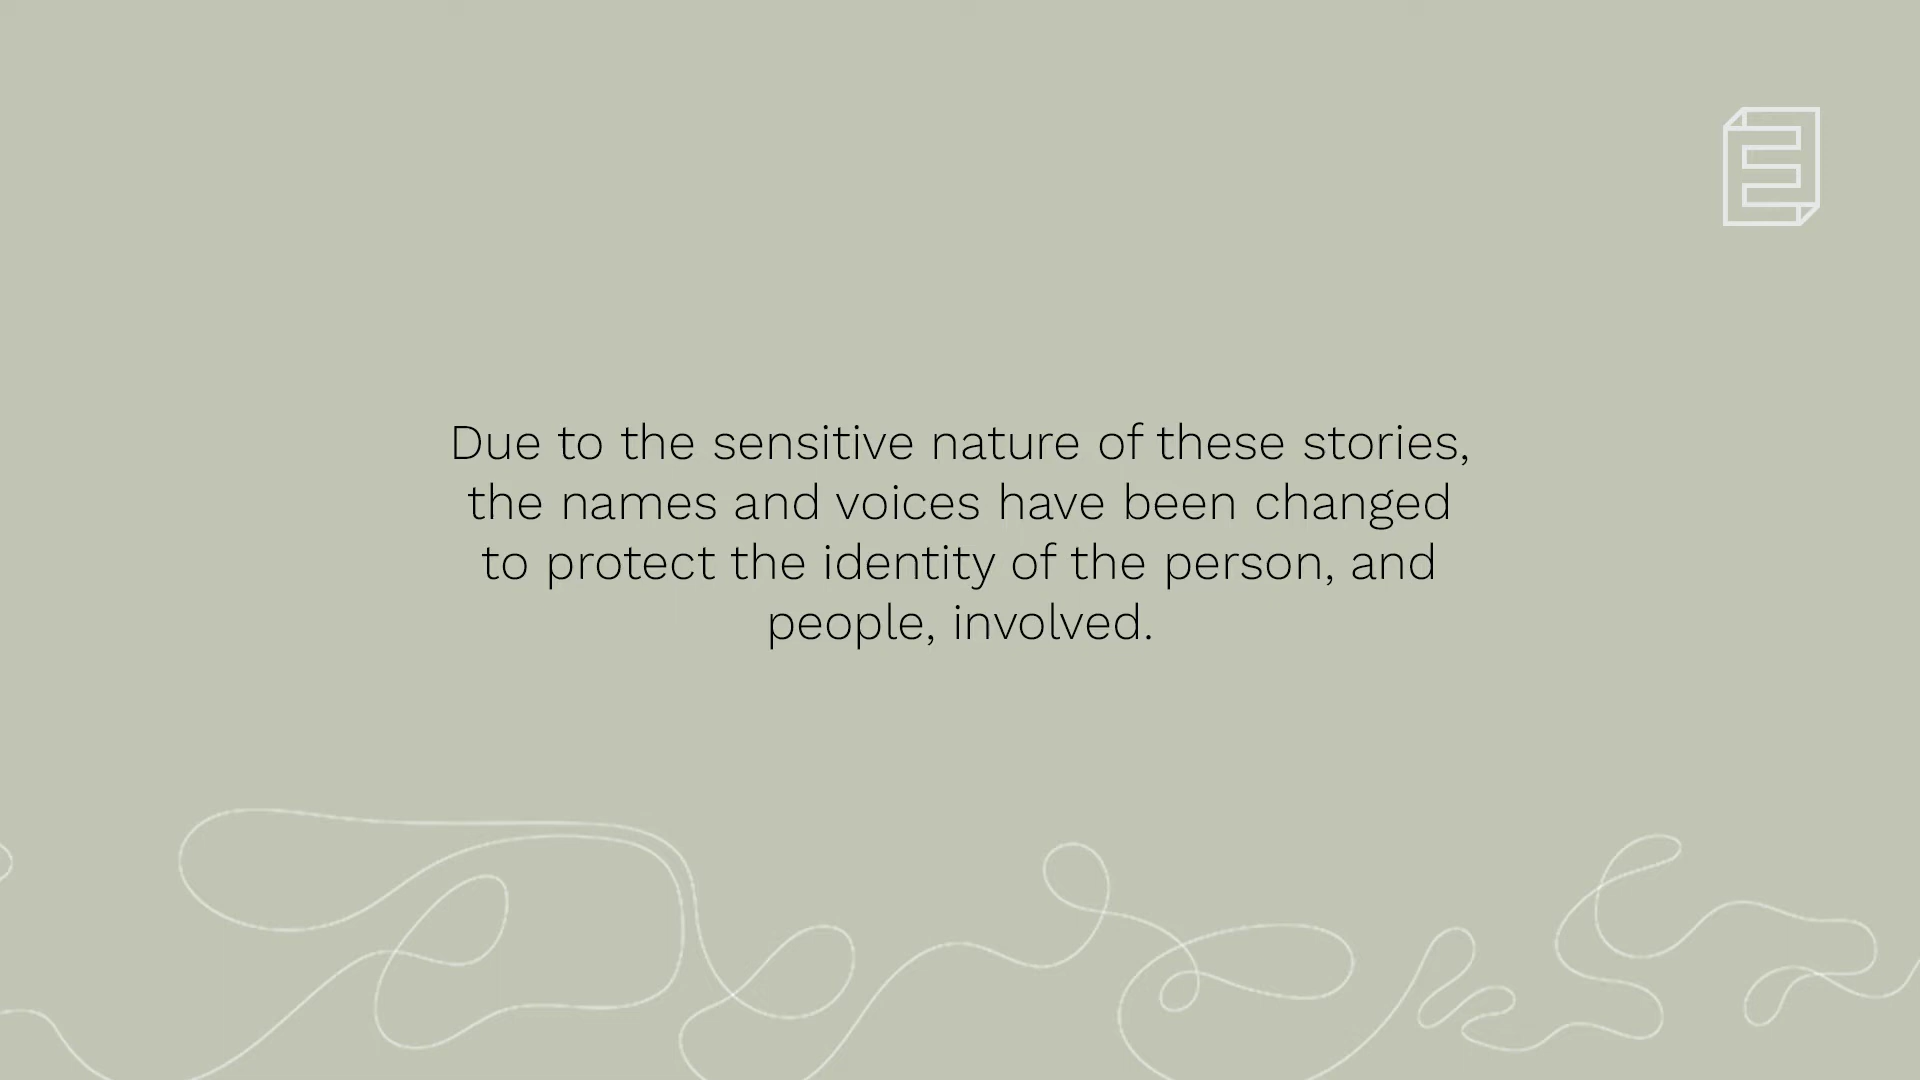 Due to the sensitive nature of these stories,
the names and voices have been changed
to protect the identity of the person, and
people, involved.